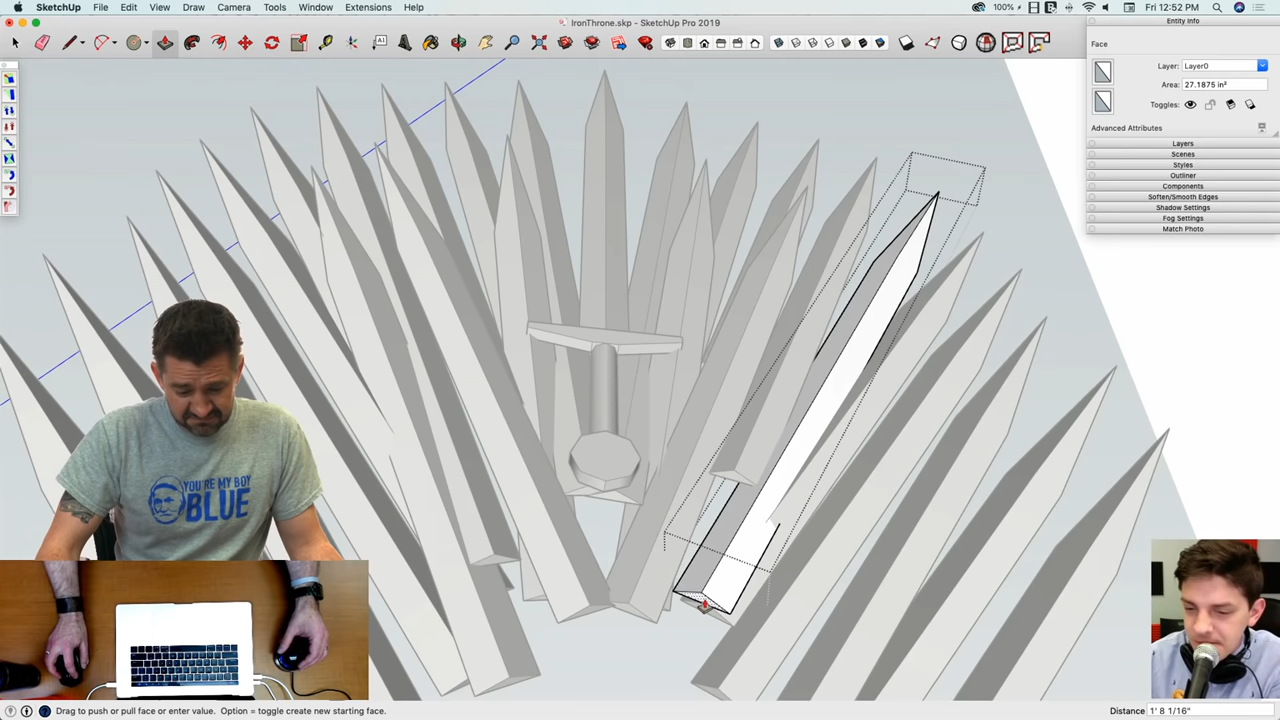 SketchUp File Edit View Draw Camera Tools Window Extensions Help
100% Fri 12:52 PM
IronThrone.skp - SketchUp Pro 2019
Entity Info
Face
Layer: Layer0
Area: 27.1875 in²
Toggles:
Advanced Attributes
Layers
Scenes
Styles
Outliner
Components
Soften/Smooth Edges
Shadow Settings
Fog Settings
Match Photo
YOU'RE MY BOY
BLUE
Drag to push or pull face or enter value. Option = toggle create new starting face.
Distance 1' 8 1/16"